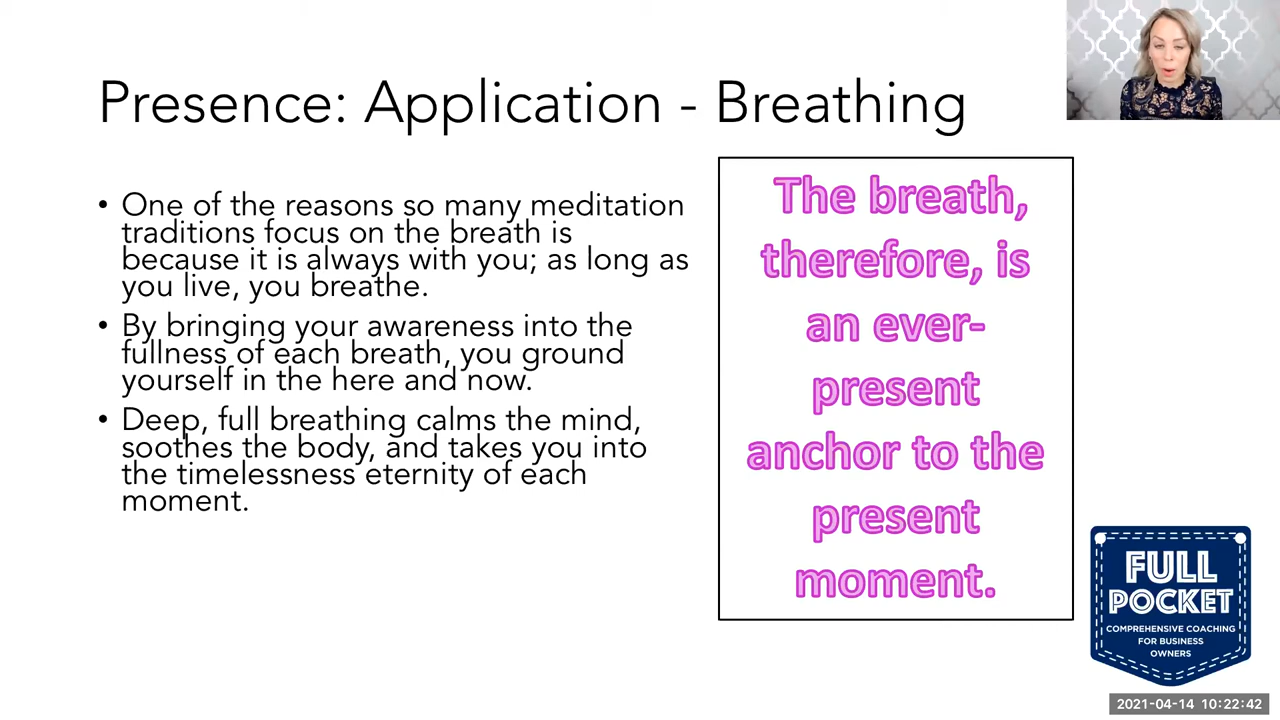 Presence: Application - Breathing
• One of the reasons so many meditation
traditions focus on the breath is
because it is always with you; as long as
you live, you breathe.
• By bringing your awareness into the
fullness of each breath, you ground
yourself in the here and now.
• Deep, full breathing calms the mind,
soothes the body, and takes you into
the timelessness eternity of each
moment.
The breath,
therefore, is
an ever-
present
anchor to the
present
moment.
FULL
POCKET
COMPREHENSIVE COACHING
FOR BUSINESS
OWNERS
2021-04-14 10:22:42